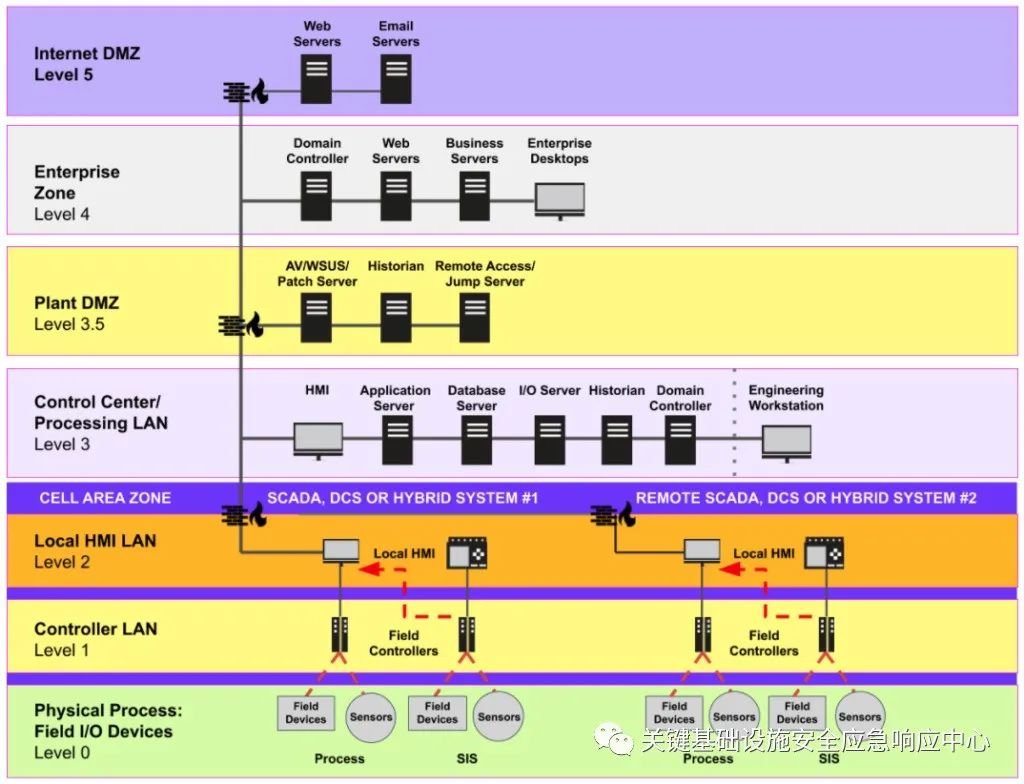 Web
Servers
Email
Servers
Internet DMZ
Level 5
Domain
Controller
Web
Servers
Business
Servers
Enterprise
Desktops
Enterprise
Zone
Level 4
AV/WSUS/
Patch Server
Historian
Remote Access/
Jump Server
Plant DMZ
Level 3.5
HMI
Application
Server
Database
Server
I/O Server
Historian
Domain
Controller
Engineering
Workstation
Control Center/
Processing LAN
Level 3
CELL AREA ZONE
SCADA, DCS OR HYBRID SYSTEM #1
REMOTE SCADA, DCS OR HYBRID SYSTEM #2
Local HMI LAN
Level 2
Local HMI
Local HMI
Controller LAN
Level 1
Field
Controllers
Field
Controllers
Physical Process:
Field I/O Devices
Level 0
Field
Devices
Sensors
Field
Devices
Sensors
Field
Devices
Sensors
Field
Devices
Sensors
Process
SIS
Process
SIS
关键基础设施安全应急响应中心